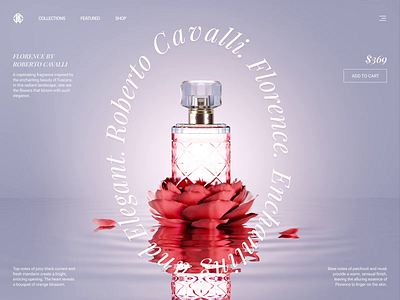 COLLECTIONS
FEATURED
SHOP
FLORENCE BY
ROBERTO CAVALLI
A captivating fragrance inspired by
the enchanting beauty of Tuscany.
In this radiant landscape, one are
the flowers that bloom with such
elegance.
$369
ADD TO CART
Elegant. Roberto Cavalli. Florence. Enchanting and
Top notes of juicy black currant and
fresh mandarin create a bright,
enticing opening. The heart reveals
a bouquet of orange blossom.
Base notes of patchouli and musk
provide a warm, sensual finish,
leaving the alluring essence of
Florence to linger on the skin.